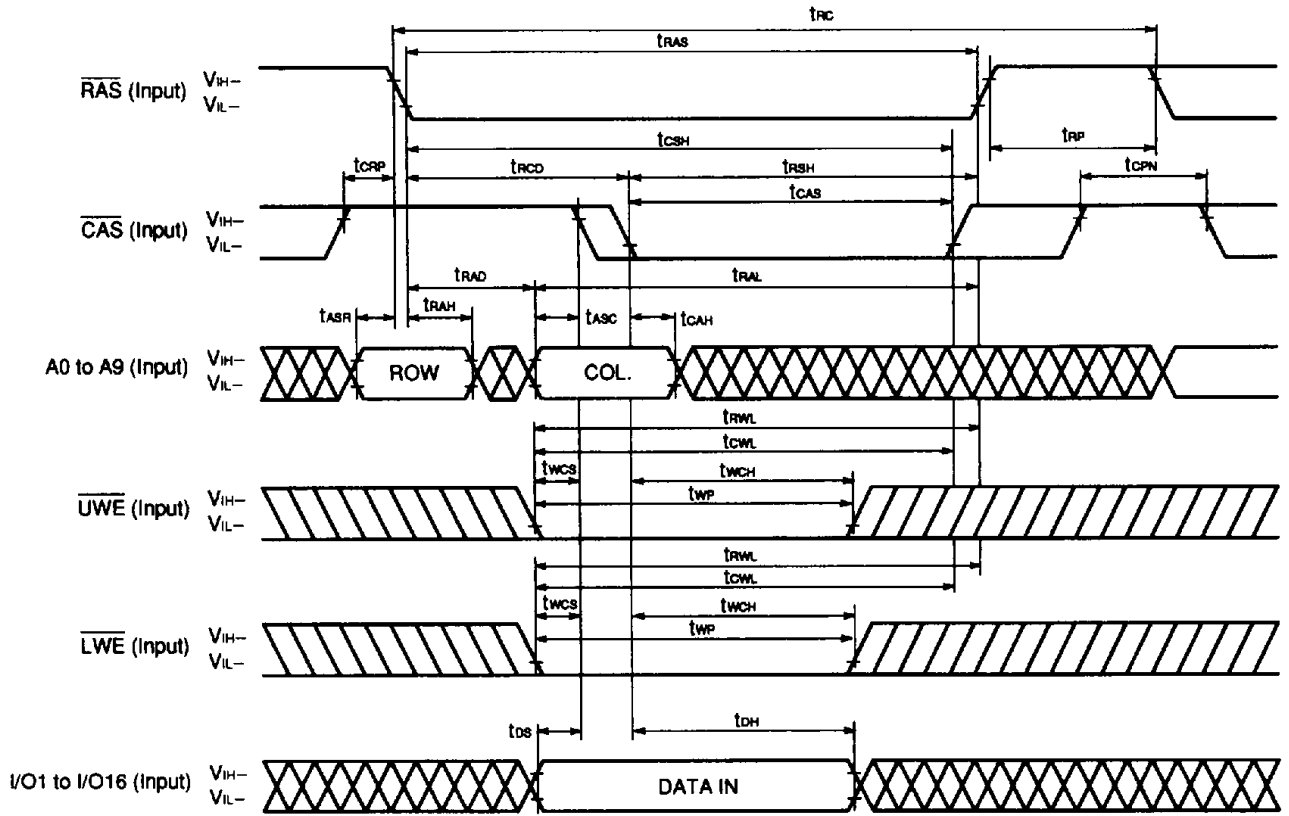 tRC
tRAS
RAS (Input) VIH–
VIL–
tCSH
tRP
tCRP tRCD tRSH tCPN
tCAS
CAS (Input) VIH–
VIL–
tRAD tRAL
tASR tRAH tASC tCAH
A0 to A9 (Input) VIH– ROW COL.
VIL–
tRWL
tCWL
tWCS tWCH
tWP
UWE (Input) VIH–
VIL–
tRWL
tCWL
tWCS tWCH
tWP
LWE (Input) VIH–
VIL–
tDS tDH
I/O1 to I/O16 (Input) VIH– DATA IN
VIL–